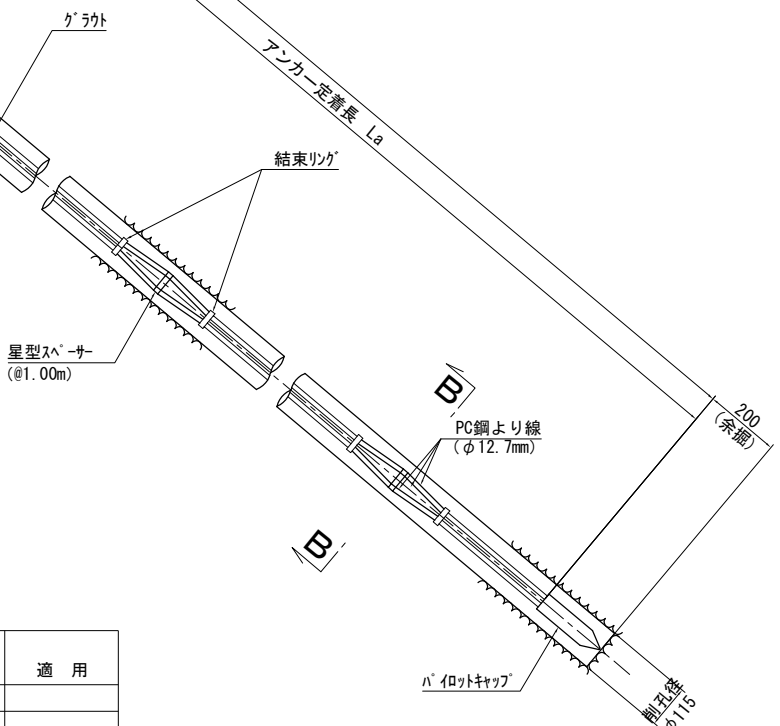 グラウト
アンカー定着長 La
結束リング
星型スペーサー
(@1.00m)
B
PC鋼より線
(φ12.7mm)
200
(余掘)
B
適 用
パイロットキャップ
削孔径
φ115